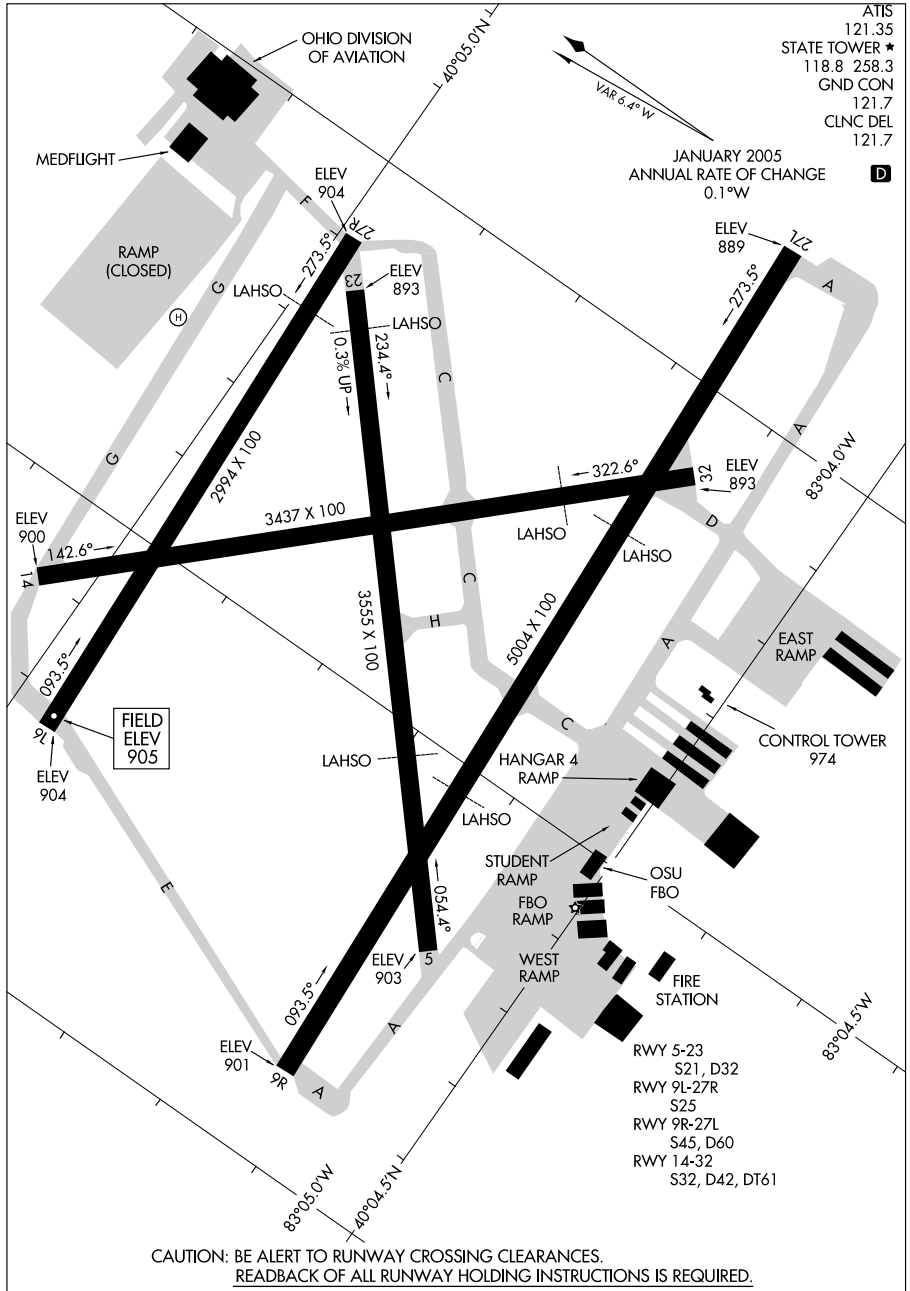 ATIS
121.35
STATE TOWER ★
118.8 258.3
GND CON
121.7
CLNC DEL
121.7
D
OHIO DIVISION
OF AVIATION
40°05.0'N
VAR 6.4° W
JANUARY 2005
ANNUAL RATE OF CHANGE
0.1°W
MEDFLIGHT
ELEV
904
27R
F
ELEV
889
27L
RAMP
(CLOSED)
273.5°
23
ELEV
893
273.5°
A
G
LAHSO
H
LAHSO
0.3% UP
234.4°
C
A
83°04.0'W
G
2994 X 100
322.6°
32
ELEV
893
3437 X 100
LAHSO
D
LAHSO
ELEV
900
142.6°
14
C
3555 X 100
H
5004 X 100
A
EAST
RAMP
093.5°
9L
FIELD
ELEV
905
ELEV
904
C
CONTROL TOWER
974
LAHSO
HANGAR 4
RAMP
LAHSO
STUDENT
RAMP
OSU
FBO
E
FBO
RAMP
054.4°
WEST
RAMP
ELEV
903
5
FIRE
STATION
093.5°
A
83°04.5'W
ELEV
901
9R
A
RWY 5-23
S21, D32
RWY 9L-27R
S25
RWY 9R-27L
S45, D60
RWY 14-32
S32, D42, DT61
83°05.0'W
40°04.5'N
CAUTION: BE ALERT TO RUNWAY CROSSING CLEARANCES.
READBACK OF ALL RUNWAY HOLDING INSTRUCTIONS IS REQUIRED.